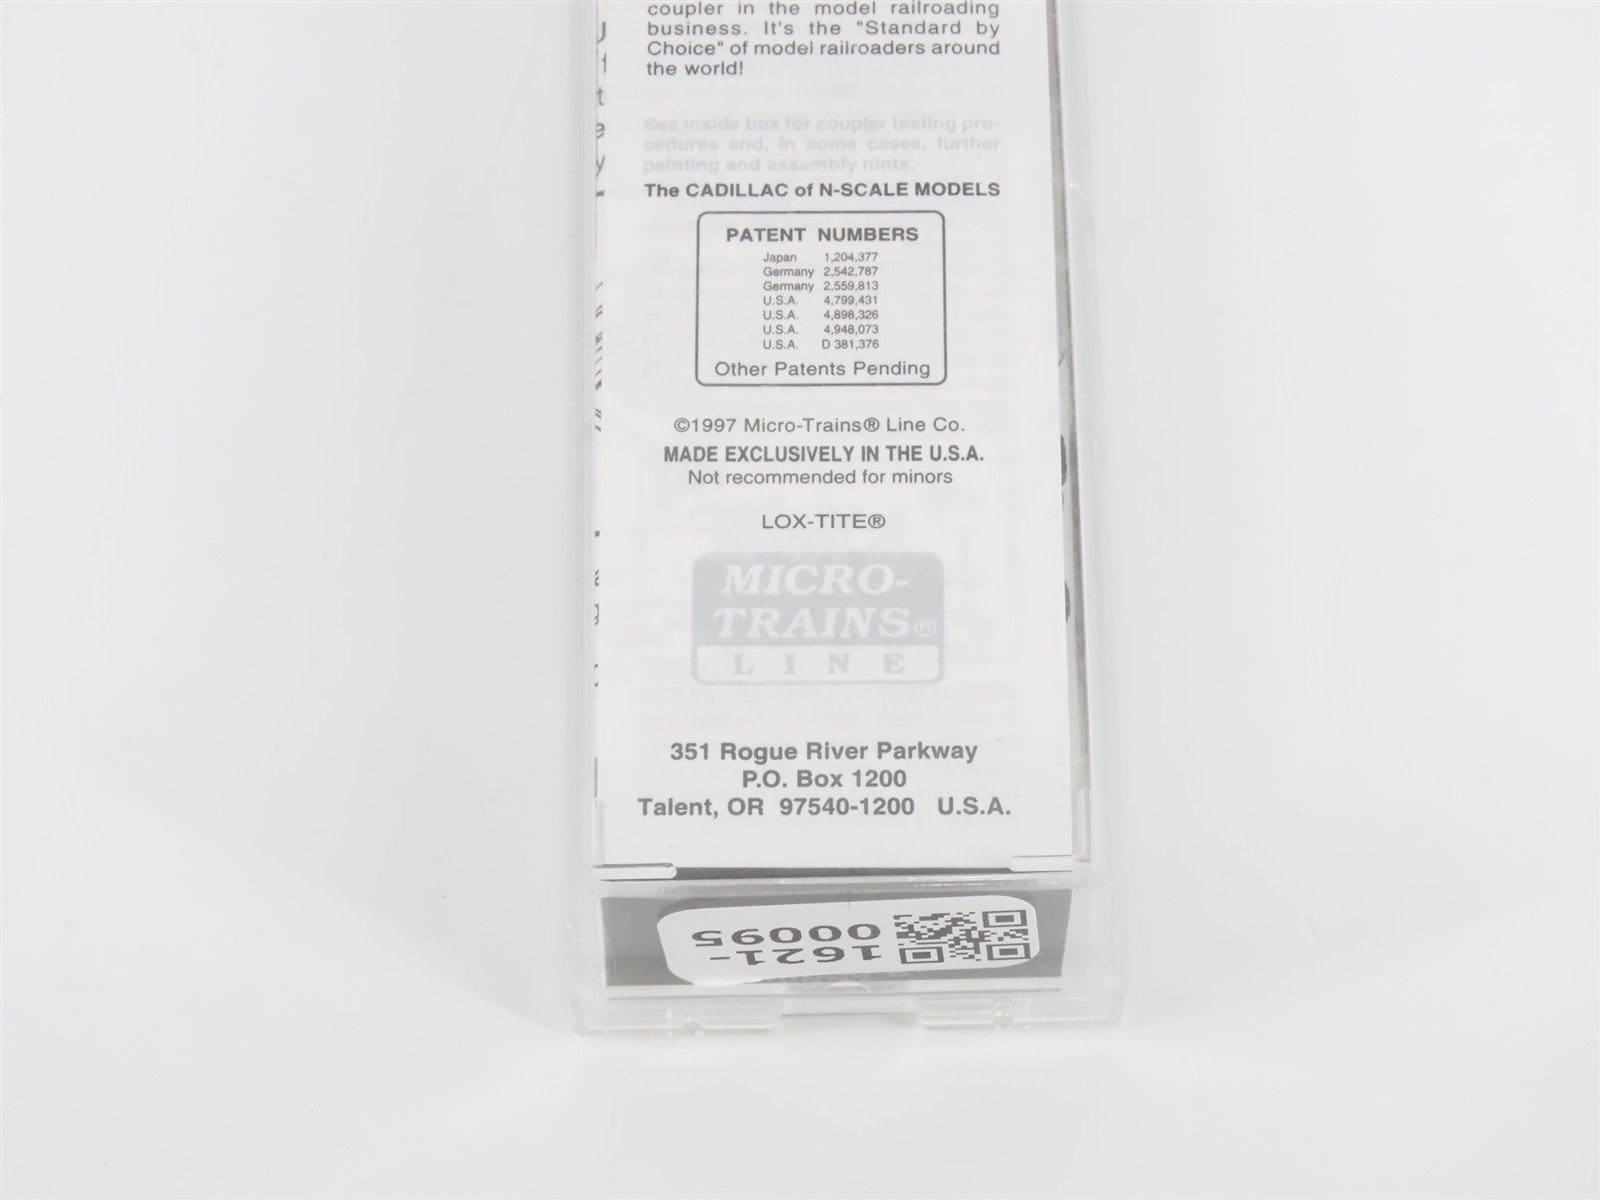 coupler in the model railroading
business. It's the "Standard by
Choice" of model railroaders around
the world!
See inside box for coupler testing pro-
cedures and, in some cases, further
painting and assembly hints.
The CADILLAC of N-SCALE MODELS
PATENT NUMBERS
Japan 1,204,377
Germany 2,542,787
Germany 2,559,813
U.S.A. 4,799,431
U.S.A. 4,898,326
U.S.A. 4,948,073
U.S.A. D 381,376
Other Patents Pending
©1997 Micro-Trains® Line Co.
MADE EXCLUSIVELY IN THE U.S.A.
Not recommended for minors
LOX-TITE®
MICRO-
TRAINS®
LINE
351 Rogue River Parkway
P.O. Box 1200
Talent, OR 97540-1200 U.S.A.
1621-
00095